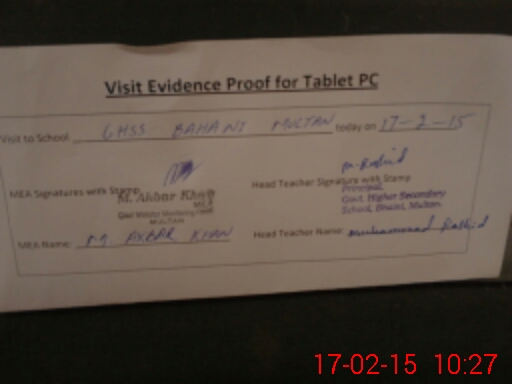 Visit Evidence Proof for Tablet PC
Visit to School GHSS BAHANI MULTAN today on 17-2-15
MEA Signatures with Stamp
M. Akbar Khan
MEA
MULTAN
Head Teacher Signature with Stamp
M. Rashid
Principal,
Govt. Higher Secondary
School, Multan.
MEA Name: M AKBAR KHAN
Head Teacher Name: Muhammad Rashid
17-02-15 10:27